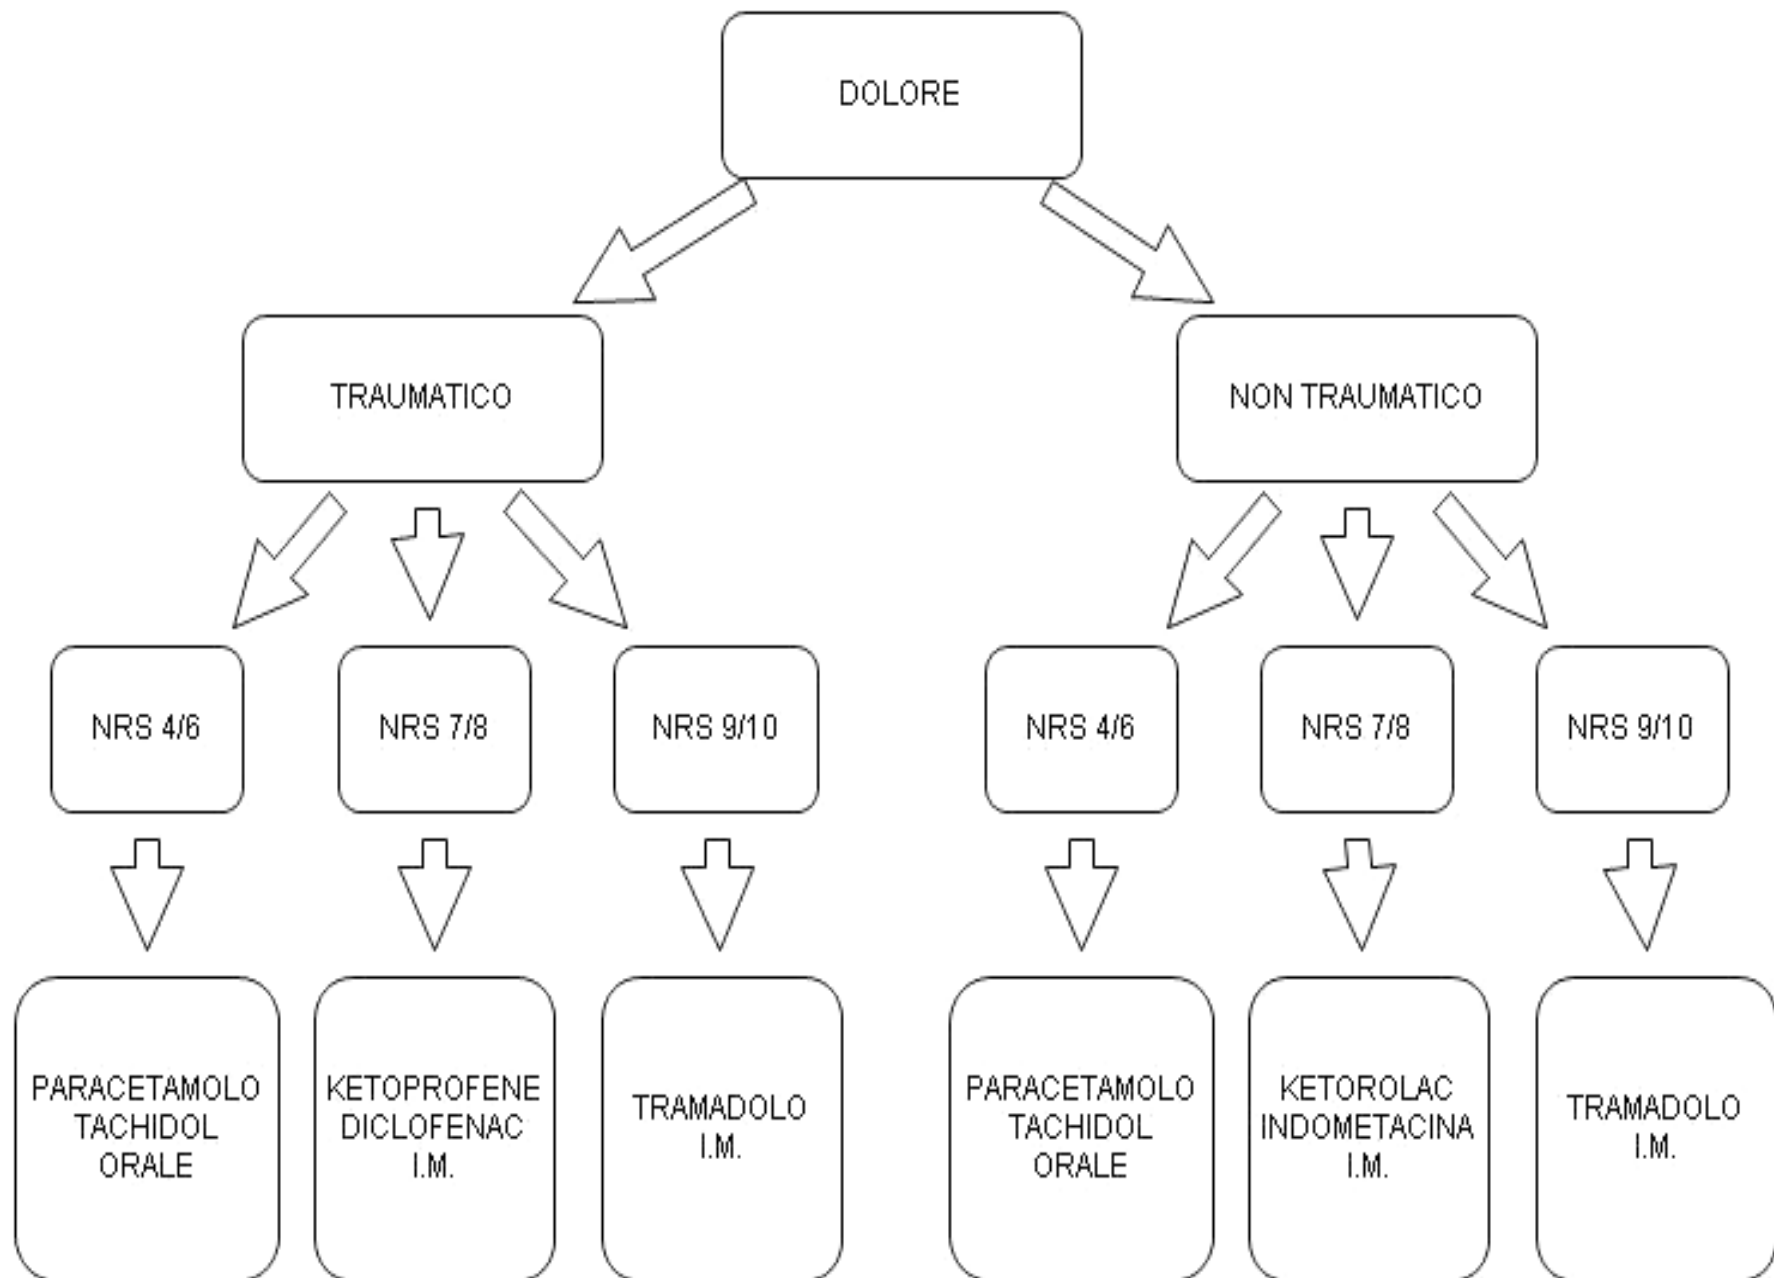 DOLORE
TRAUMATICO
NON TRAUMATICO
NRS 4/6
NRS 7/8
NRS 9/10
NRS 4/6
NRS 7/8
NRS 9/10
PARACETAMOLO
TACHIDOL
ORALE
KETOPROFENE
DICLOFENAC
I.M.
TRAMADOLO
I.M.
PARACETAMOLO
TACHIDOL
ORALE
KETOROLAC
INDOMETACINA
I.M.
TRAMADOLO
I.M.